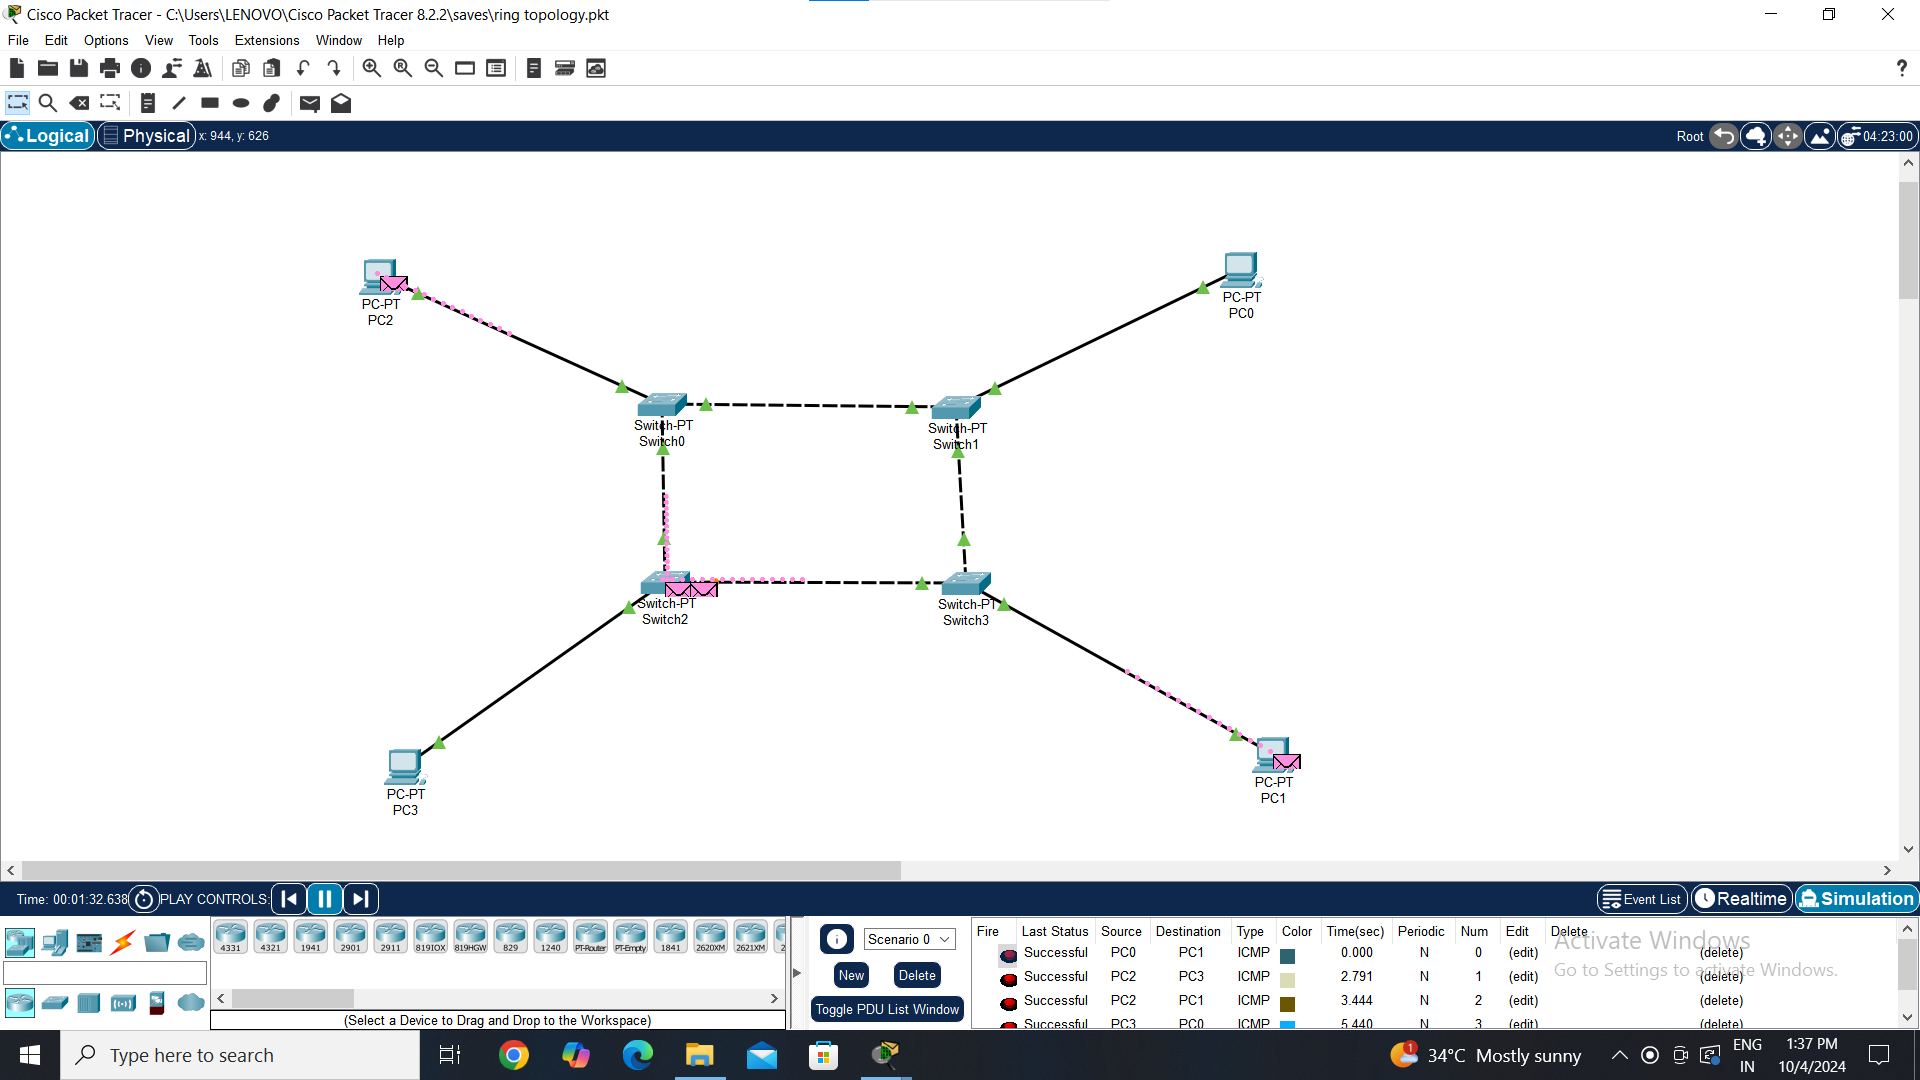 Cisco Packet Tracer - C:\Users\LENOVO\Cisco Packet Tracer 8.2.2\saves\ring topology.pkt
File Edit Options View Tools Extensions Window Help
?
Logical Physical x: 944, y: 626 Root 04:23:00
PC-PT
PC2
PC-PT
PC0
Switch-PT
Switch0
Switch-PT
Switch1
Switch-PT
Switch2
Switch-PT
Switch3
PC-PT
PC3
PC-PT
PC1
Time: 00:01:32.638 PLAY CONTROLS: Event List Realtime Simulation
4331 4321 1941 2901 2911 819IOX 819HGW 829 1240 PT-Router PT-Empty 1841 2620XM 2621XM
(Select a Device to Drag and Drop to the Workspace)
Scenario 0
New Delete
Toggle PDU List Window
Fire Last Status Source Destination Type Color Time(sec) Periodic Num Edit Delete
Successful PC0 PC1 ICMP 0.000 N 0 (edit) (delete)
Successful PC2 PC3 ICMP 2.791 N 1 (edit) (delete)
Successful PC2 PC1 ICMP 3.444 N 2 (edit) (delete)
Successful PC3 PC0 ICMP 5.440 N 3 (edit) (delete)
Activate Windows
Go to Settings to activate Windows.
Type here to search
1
34°C Mostly sunny
ENG
IN
1:37 PM
10/4/2024